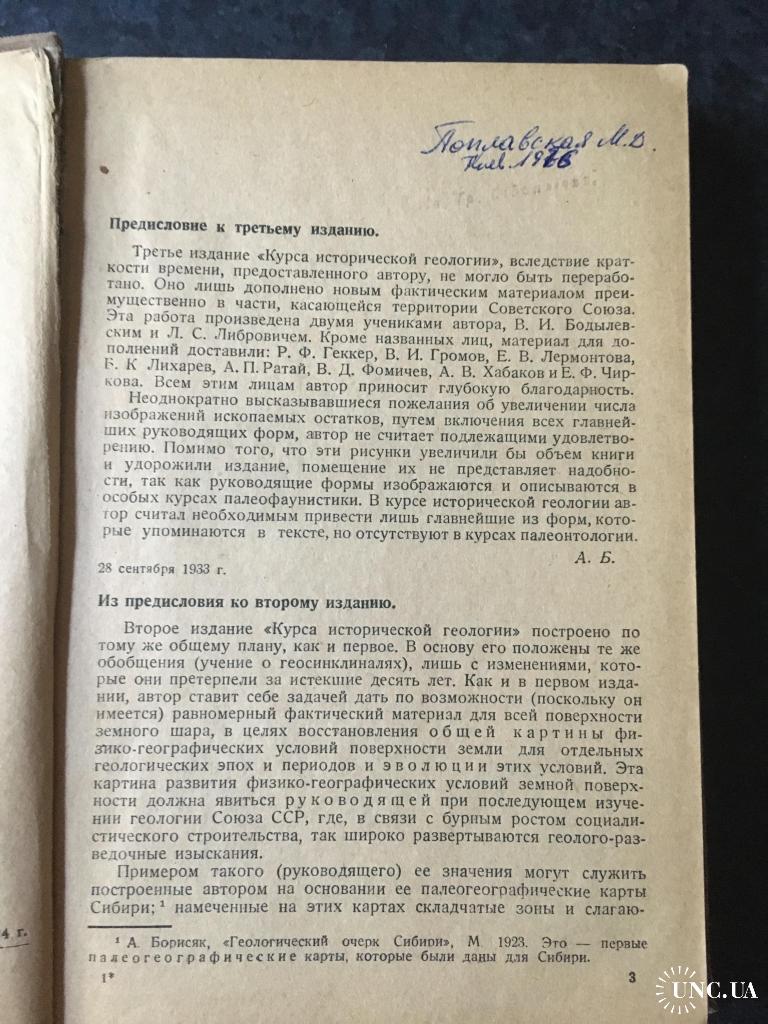 Поплавская М.Д.
1976
Предисловие к третьему изданию.
Третье издание «Курса исторической геологии», вследствие крат-
кости времени, предоставленного автору, не могло быть перерабо-
тано. Оно лишь дополнено новым фактическим материалом преи-
мущественно в части, касающейся территории Советского Союза.
Эта работа произведена двумя учениками автора, В. И. Бодылев-
ским и Л. С. Либровичем. Кроме названных лиц, материал для до-
полнений доставили: Р. Ф. Геккер, В. И. Громов, Е. В. Лермонтова,
Б. К Лихарев, А. П. Ратай, В. Д. Фомичев, А. В. Хабаков и Е. Ф. Чир-
кова. Всем этим лицам автор приносит глубокую благодарность.
Неоднократно высказывавшиеся пожелания об увеличении числа
изображений ископаемых остатков, путем включения всех главней-
ших руководящих форм, автор не считает подлежащими удовлетво-
рению. Помимо того, что эти рисунки увеличили бы объем книги
и удорожили издание, помещение их не представляет надобно-
сти, так как руководящие формы изображаются и описываются в
особых курсах палеофаунистики. В курсе исторической геологии ав-
тор считал необходимым привести лишь главнейшие из форм, кото-
рые упоминаются в тексте, но отсутствуют в курсах палеонтологии.
А. Б.
28 сентября 1933 г.
Из предисловия ко второму изданию.
Второе издание «Курса исторической геологии» построено по
тому же общему плану, как и первое. В основу его положены те же
обобщения (учение о геосинклиналях), лишь с изменениями, кото-
рые они претерпели за истекшие десять лет. Как и в первом изда-
нии, автор ставит себе задачей дать по возможности (поскольку он
имеется) равномерный фактический материал для всей поверхности
земного шара, в целях восстановления общей картины фи-
зико-географических условий поверхности земли для отдельных
геологических эпох и периодов и эволюции этих условий. Эта
картина развития физико-географических условий земной поверх-
ности должна явиться руководящей при последующем изуче-
нии геологии Союза ССР, где, в связи с бурным ростом социали-
стического строительства, так широко развертываются геолого-раз-
ведочные изыскания.
Примером такого (руководящего) ее значения могут служить
построенные автором на основании ее палеогеографические карты
Сибири;¹ намеченные на этих картах складчатые зоны и слагаю-
4 г.
¹ А. Борисяк, «Геологический очерк Сибири», М 1923. Это — первые
палеогеографические карты, которые были даны для Сибири.
1*
3
UNC.UA